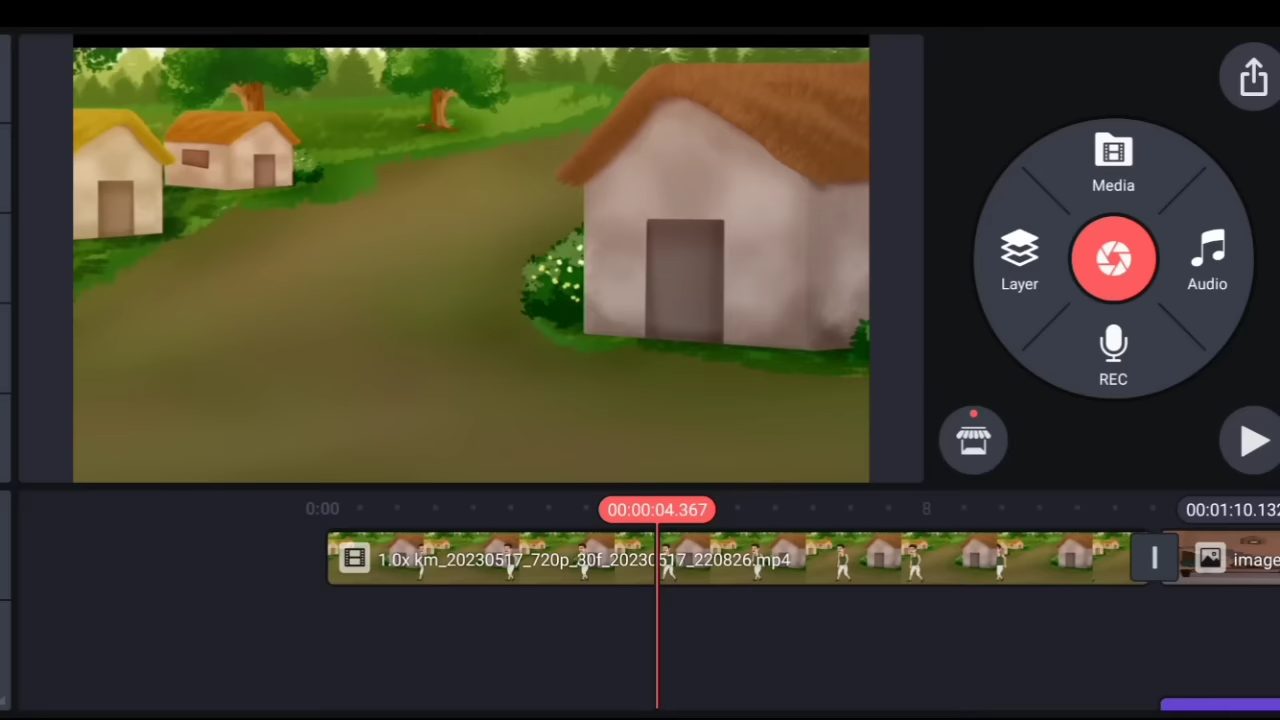 Media
Layer
Audio
REC
0:00
00:00:04.367
8
00:01:10.132
1.0x km_20230517_720p_30f_20230517_220826.mp4
image